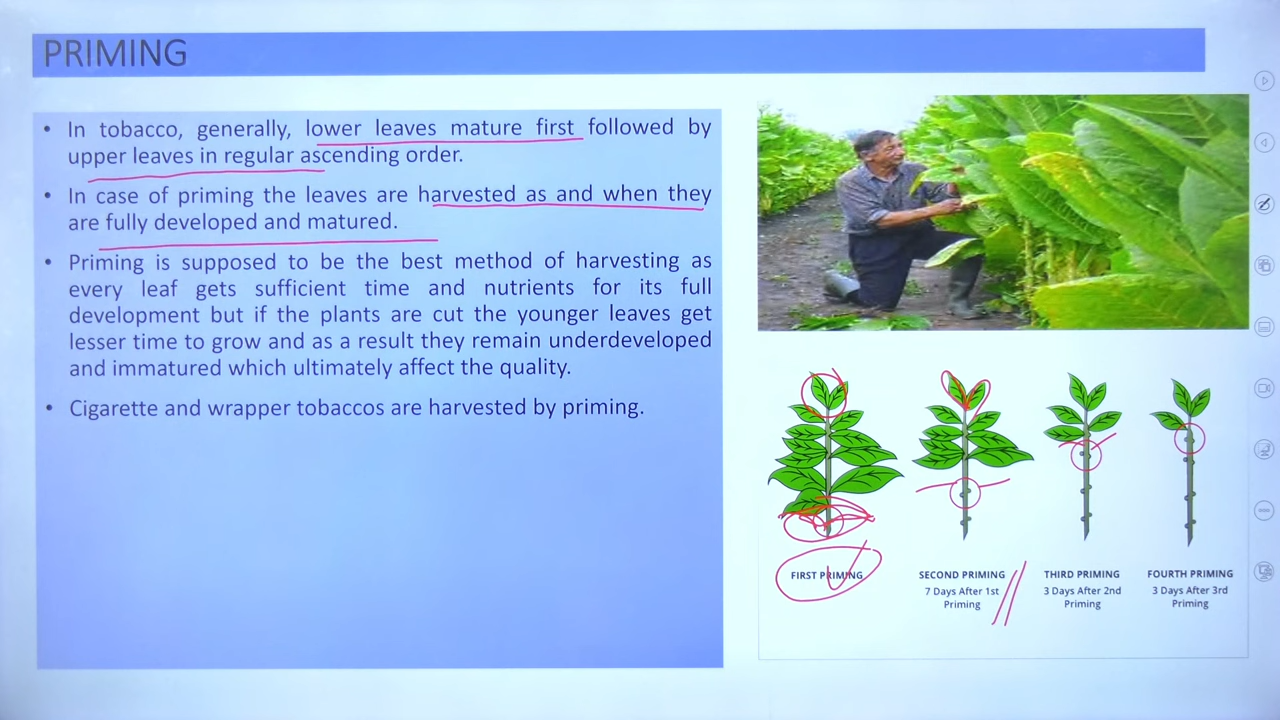 PRIMING
• In tobacco, generally, lower leaves mature first followed by
upper leaves in regular ascending order.
• In case of priming the leaves are harvested as and when they
are fully developed and matured.
• Priming is supposed to be the best method of harvesting as
every leaf gets sufficient time and nutrients for its full
development but if the plants are cut the younger leaves get
lesser time to grow and as a result they remain underdeveloped
and immatured which ultimately affect the quality.
• Cigarette and wrapper tobaccos are harvested by priming.
FIRST PRIMING
SECOND PRIMING
7 Days After 1st
Priming
THIRD PRIMING
3 Days After 2nd
Priming
FOURTH PRIMING
3 Days After 3rd
Priming